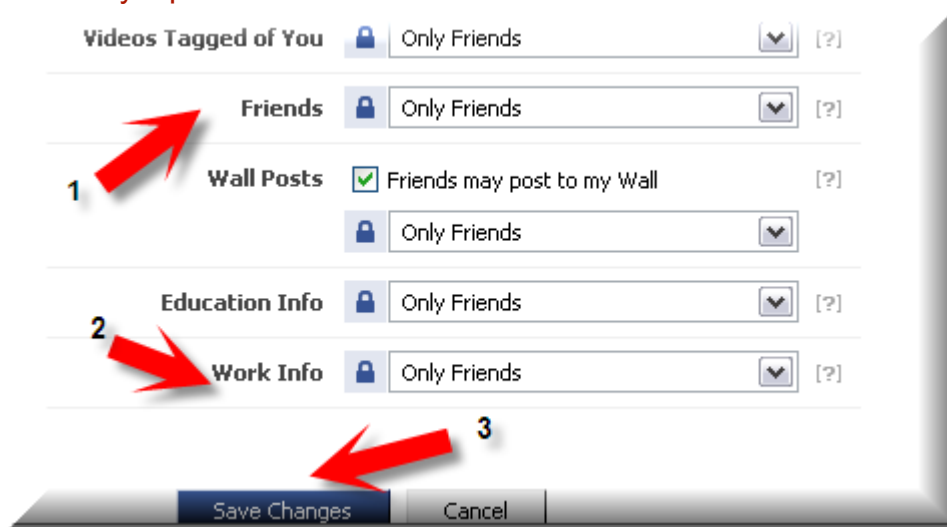 Videos Tagged of You Only Friends [?]
Friends Only Friends [?]
1
Wall Posts Friends may post to my Wall [?]
Only Friends
Education Info Only Friends [?]
2
Work Info Only Friends [?]
3
Save Changes Cancel